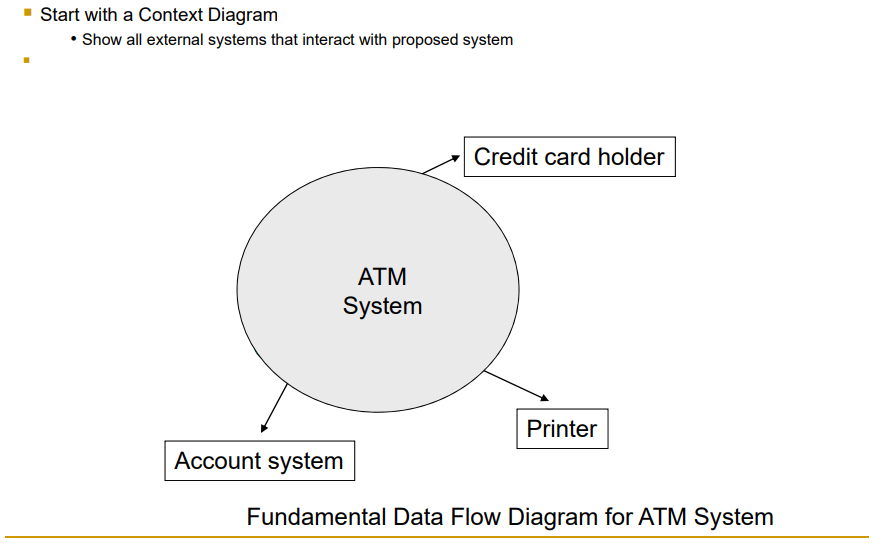 Start with a Context Diagram
• Show all external systems that interact with proposed system
Credit card holder
ATM
System
Printer
Account system
Fundamental Data Flow Diagram for ATM System